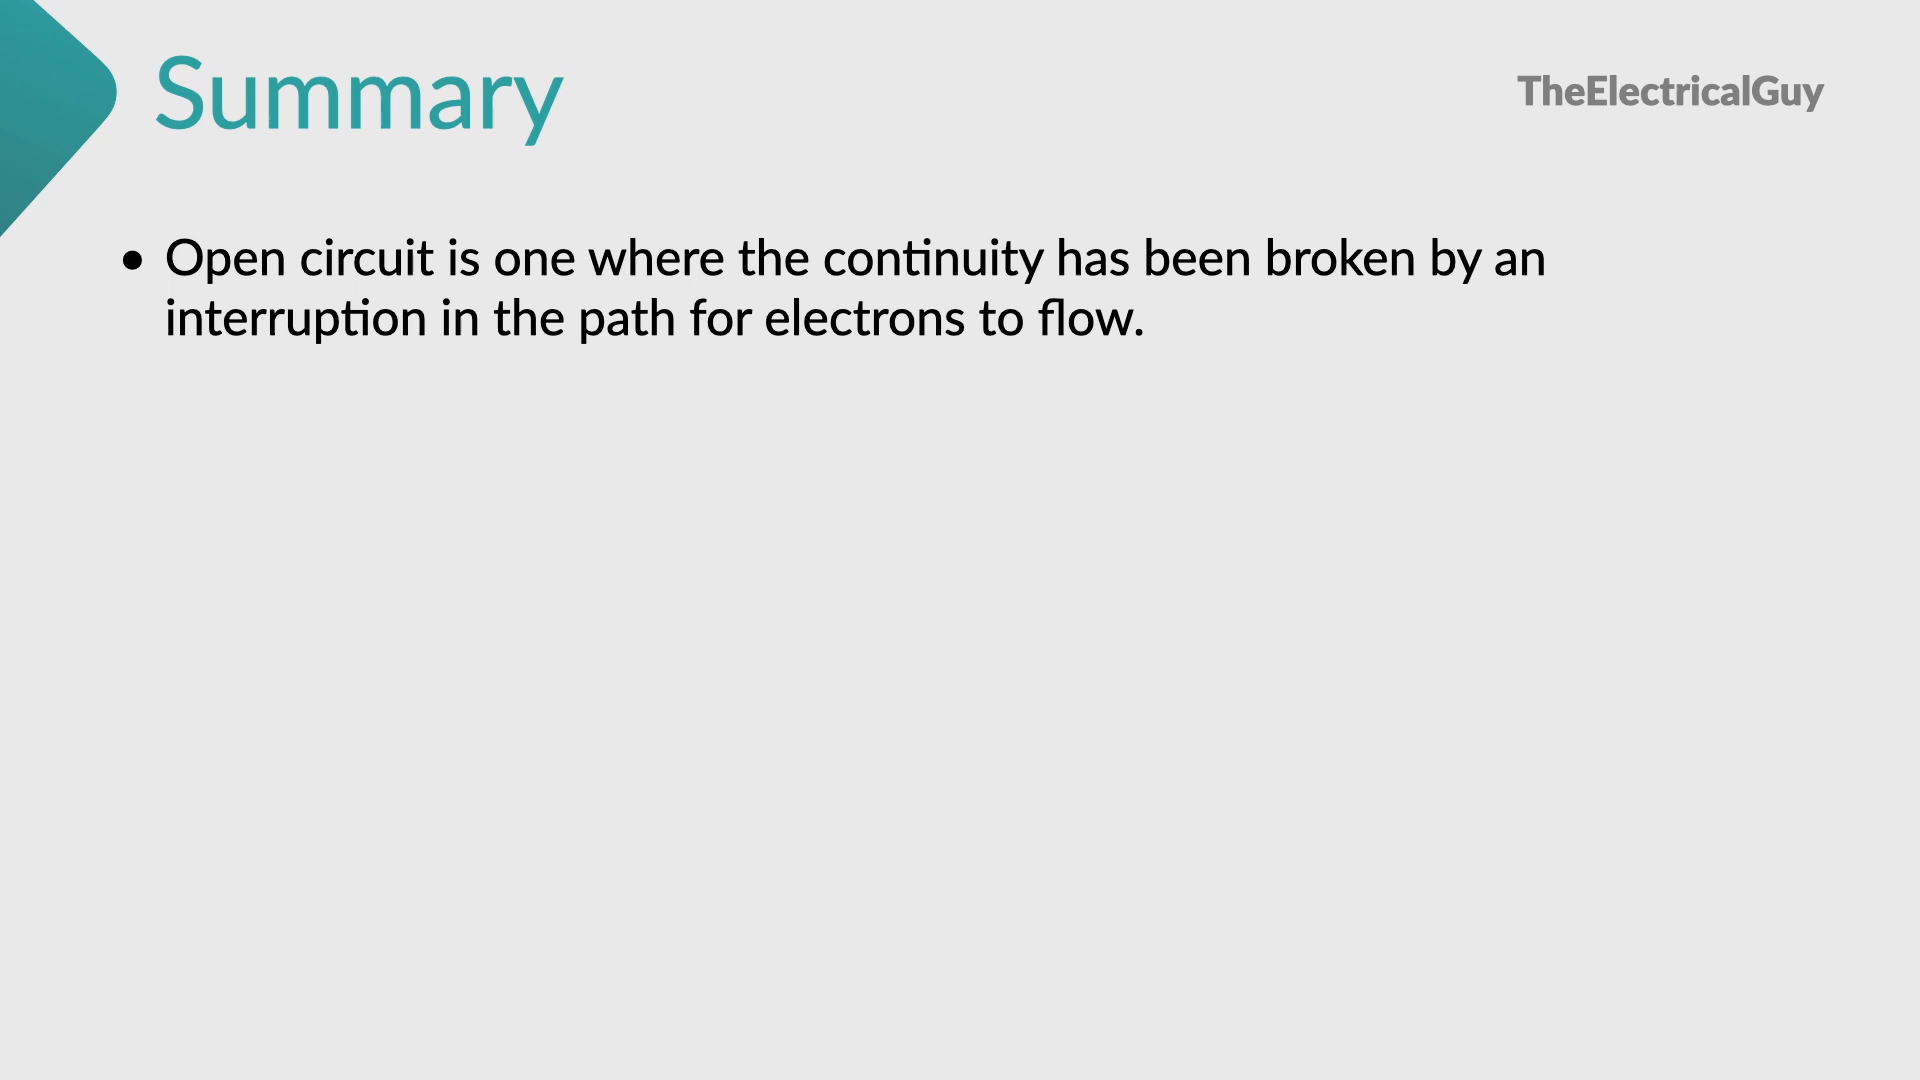 Summary
TheElectricalGuy
• Open circuit is one where the continuity has been broken by an
interruption in the path for electrons to flow.